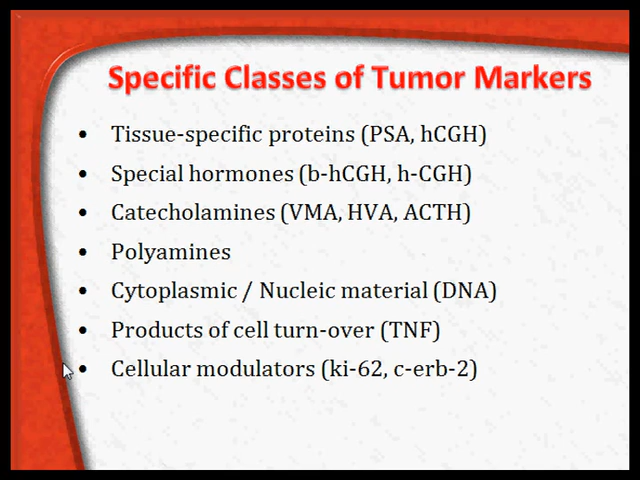 Specific Classes of Tumor Markers
• Tissue-specific proteins (PSA, hCGH)
• Special hormones (b-hCGH, h-CGH)
• Catecholamines (VMA, HVA, ACTH)
• Polyamines
• Cytoplasmic / Nucleic material (DNA)
• Products of cell turn-over (TNF)
• Cellular modulators (ki-62, c-erb-2)